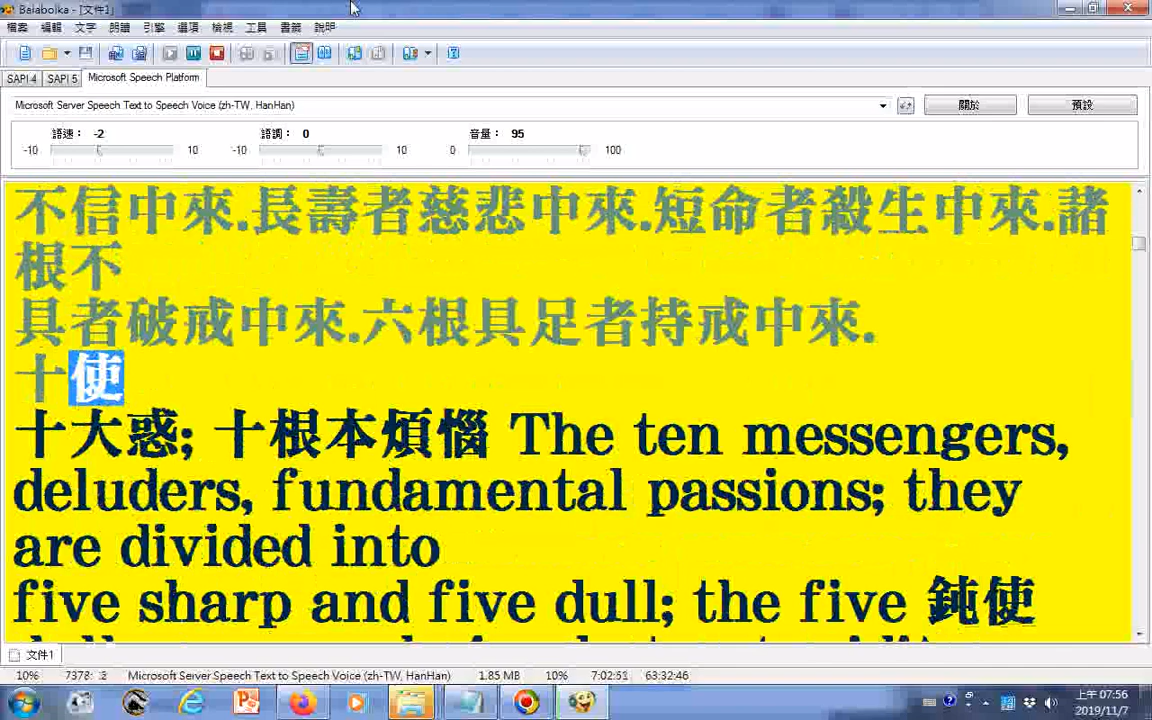 Balabolka - [文件1]
檔案 編輯 文字 朗讀 引擎 選項 檢視 工具 書籤 說明
SAPI 4 SAPI 5 Microsoft Speech Platform
Microsoft Server Speech Text to Speech Voice (zh-TW, HanHan) 關於 預設
語速： -2 語調： 0 音量： 95
-10 10 -10 10 0 100
不信中來.長壽者慈悲中來.短命者殺生中來.諸
根不
具者破戒中來.六根具足者持戒中來.
十使
十大惑; 十根本煩惱 The ten messengers,
deluders, fundamental passions; they
are divided into
five sharp and five dull; the five 鈍使
文件1
10% Microsoft Server Speech Text to Speech Voice (zh-TW, HanHan) 1.85 MB 10% 7:02:51 63:32:46
上午 07:56
2019/11/7